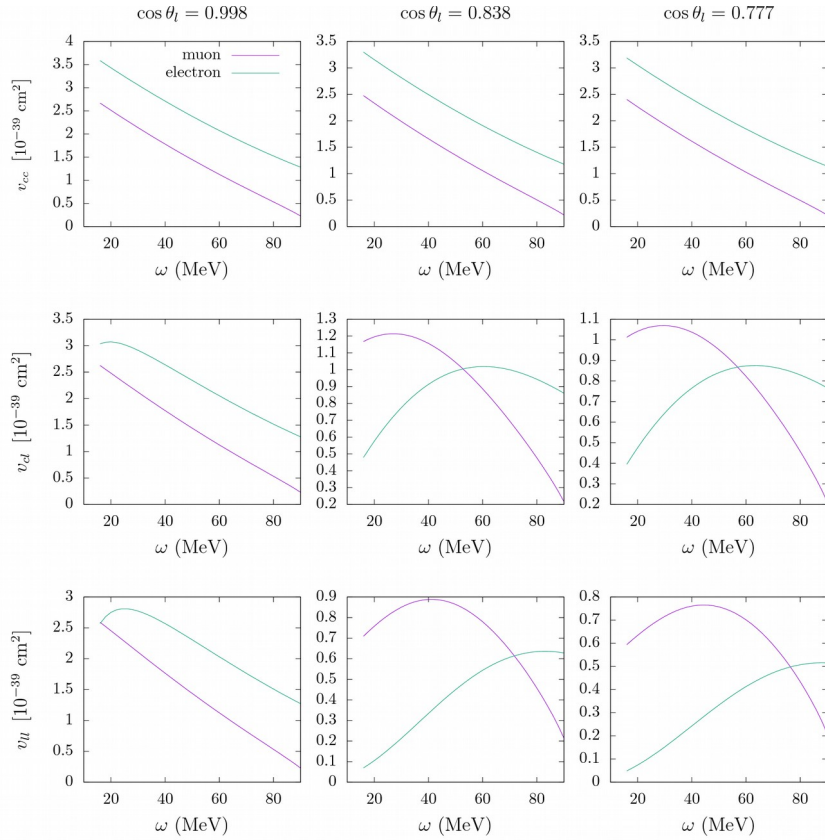 cos θ_l = 0.998 cos θ_l = 0.838 cos θ_l = 0.777
muon
electron
v_cc [10⁻³⁹ cm²]
4 3.5 3 2.5 2 1.5 1 0.5 0
3.5 3 2.5 2 1.5 1 0.5 0
3.5 3 2.5 2 1.5 1 0.5 0
20 40 60 80 20 40 60 80 20 40 60 80
ω (MeV) ω (MeV) ω (MeV)
v_cl [10⁻³⁹ cm²]
3.5 3 2.5 2 1.5 1 0.5 0
1.3 1.2 1.1 1 0.9 0.8 0.7 0.6 0.5 0.4 0.3 0.2
1.1 1 0.9 0.8 0.7 0.6 0.5 0.4 0.3 0.2
20 40 60 80 20 40 60 80 20 40 60 80
ω (MeV) ω (MeV) ω (MeV)
v_ll [10⁻³⁹ cm²]
3 2.5 2 1.5 1 0.5 0
0.9 0.8 0.7 0.6 0.5 0.4 0.3 0.2 0.1 0
0.8 0.7 0.6 0.5 0.4 0.3 0.2 0.1 0
20 40 60 80 20 40 60 80 20 40 60 80
ω (MeV) ω (MeV) ω (MeV)